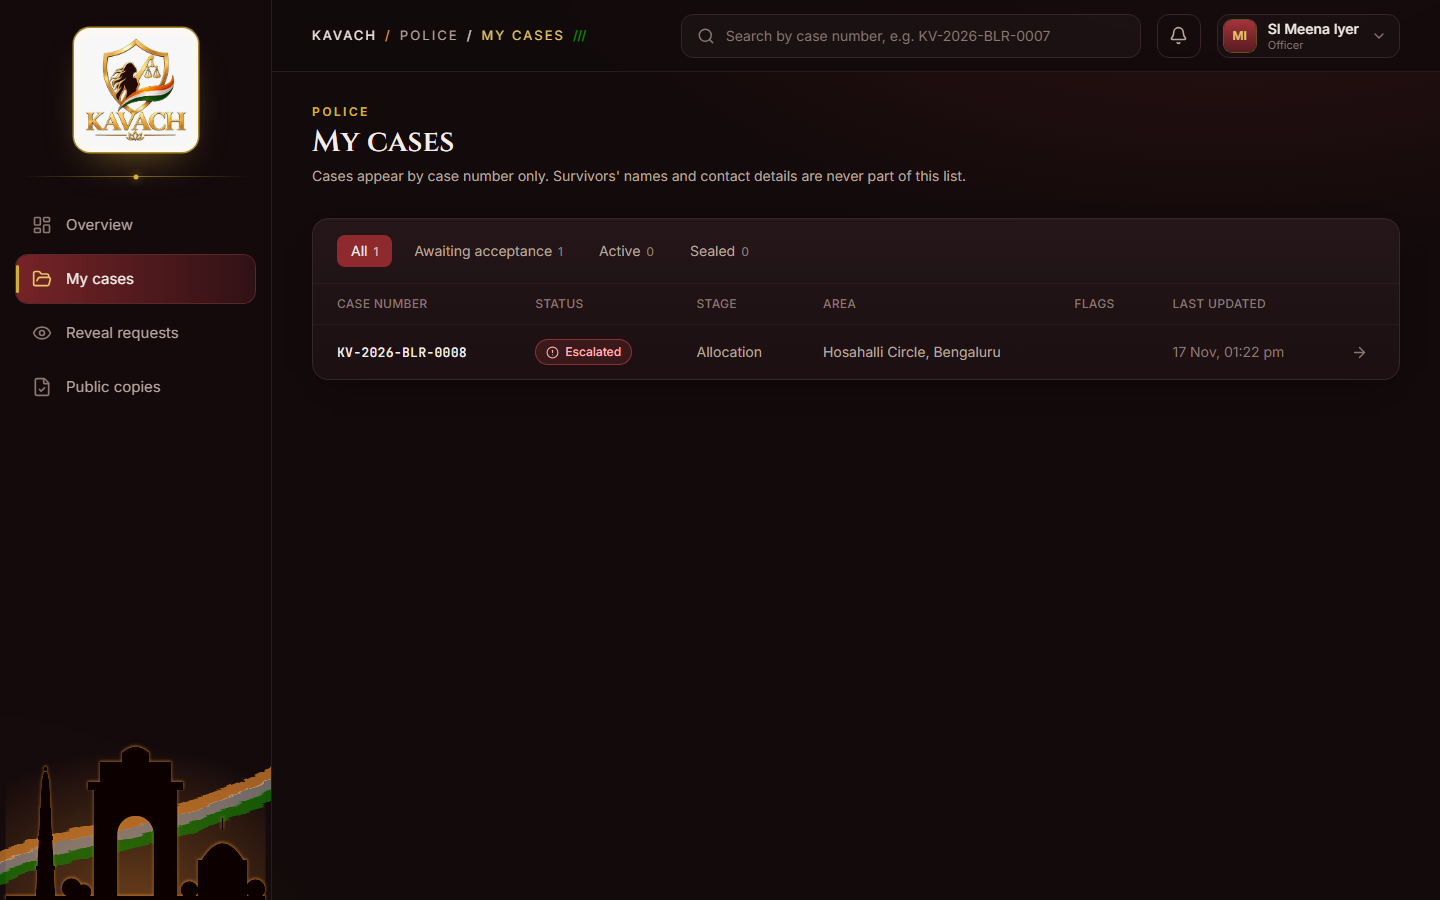 KAVACH
KAVACH / POLICE / MY CASES ///
Search by case number, e.g. KV-2026-BLR-0007
MI
SI Meena Iyer
Officer
Overview
My cases
Reveal requests
Public copies
POLICE
My cases
Cases appear by case number only. Survivors' names and contact details are never part of this list.
All 1
Awaiting acceptance 1
Active 0
Sealed 0
CASE NUMBER STATUS STAGE AREA FLAGS LAST UPDATED
KV-2026-BLR-0008 Escalated Allocation Hosahalli Circle, Bengaluru 17 Nov, 01:22 pm